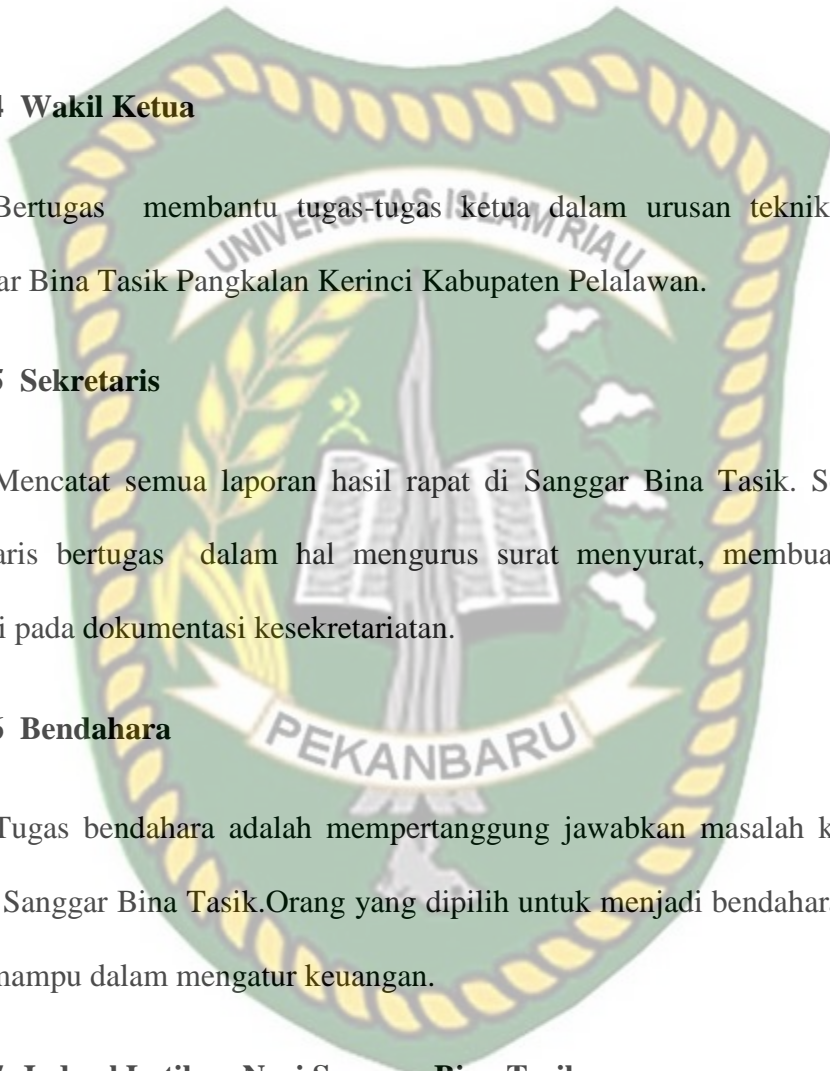 4 Wakil Ketua
Bertugas membantu tugas-tugas ketua dalam urusan teknik
UNIVERSITAS ISLAM RIAU
ar Bina Tasik Pangkalan Kerinci Kabupaten Pelalawan.
5 Sekretaris
Mencatat semua laporan hasil rapat di Sanggar Bina Tasik. S
aris bertugas dalam hal mengurus surat menyurat, membua
i pada dokumentasi kesekretariatan.
6 Bendahara
PEKANBARU
Tugas bendahara adalah mempertanggung jawabkan masalah k
Sanggar Bina Tasik.Orang yang dipilih untuk menjadi bendahara
mampu dalam mengatur keuangan.